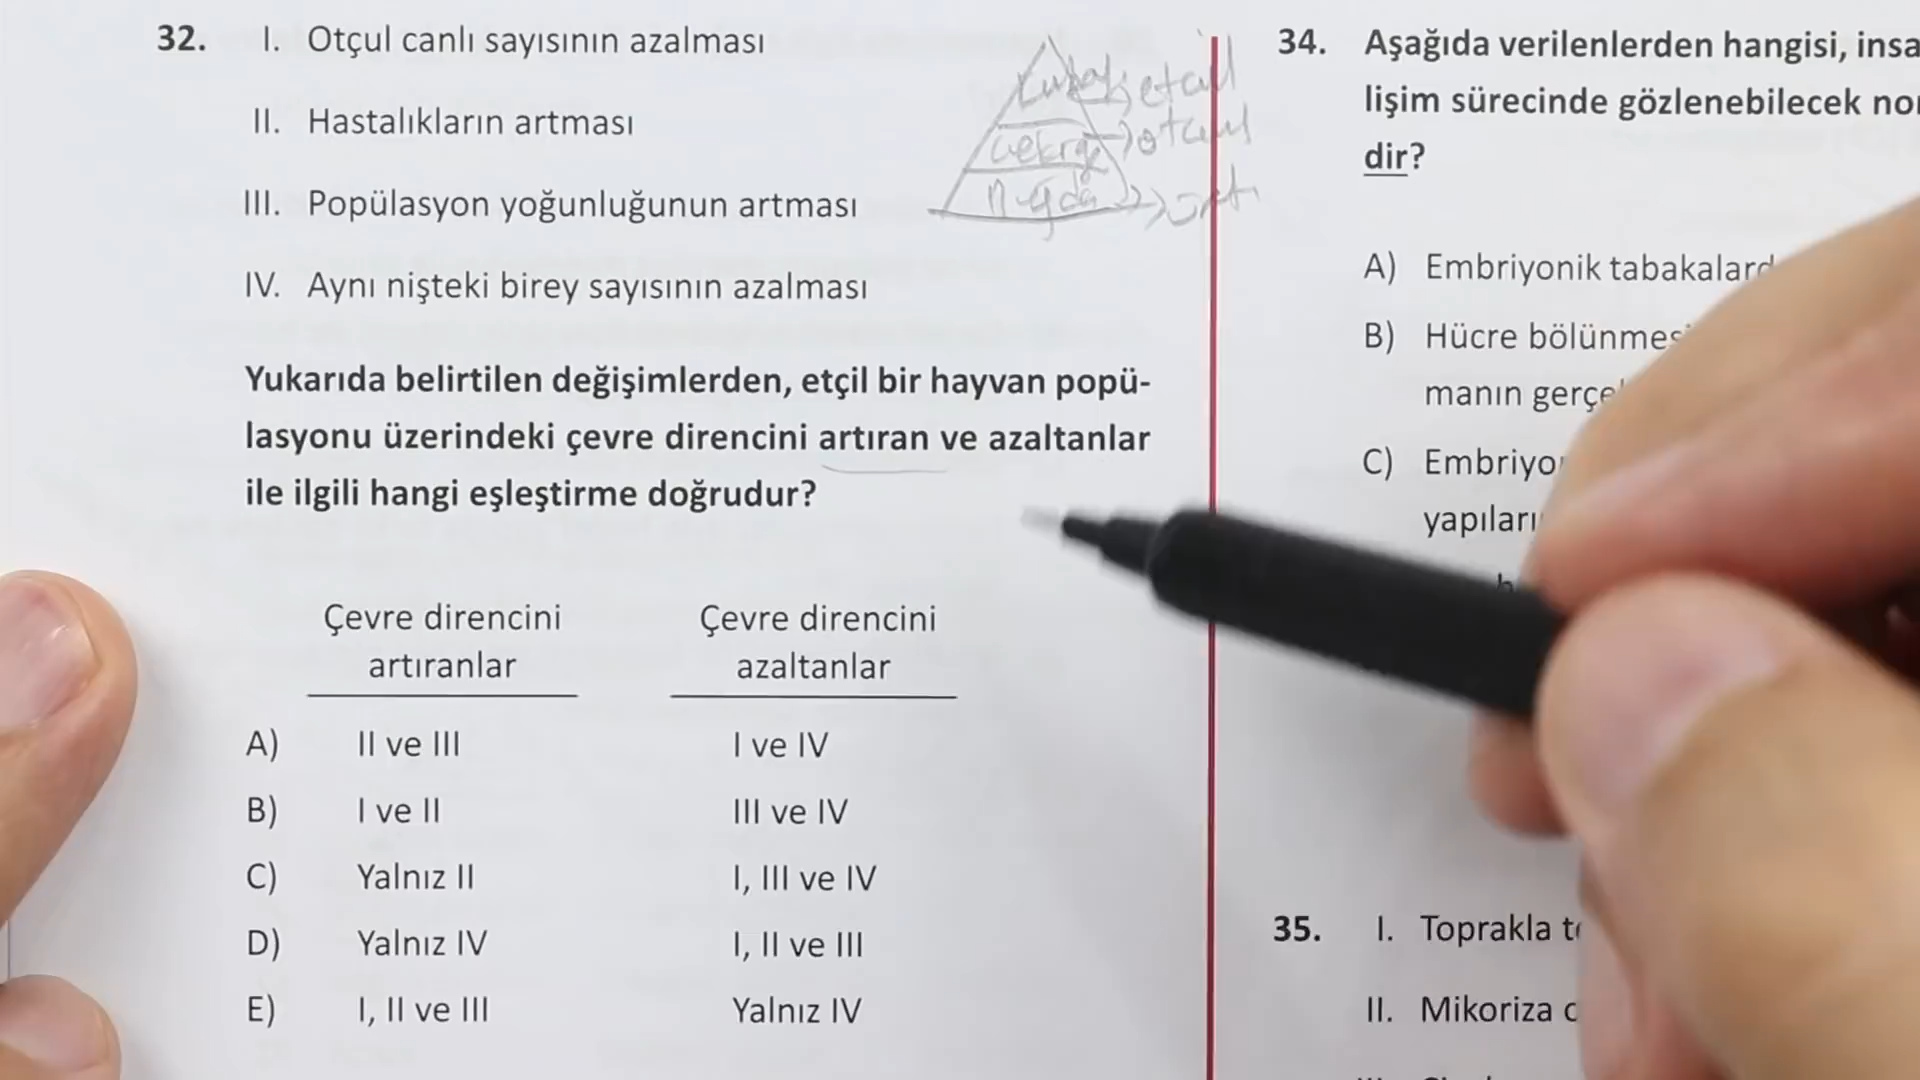 32. I. Otçul canlı sayısının azalması
II. Hastalıkların artması
III. Popülasyon yoğunluğunun artması
IV. Aynı nişteki birey sayısının azalması
Yukarıda belirtilen değişimlerden, etçil bir hayvan popü-
lasyonu üzerindeki çevre direncini artıran ve azaltanlar
ile ilgili hangi eşleştirme doğrudur?
Çevre direncini
artıranlar
Çevre direncini
azaltanlar
A) II ve III I ve IV
B) I ve II III ve IV
C) Yalnız II I, III ve IV
D) Yalnız IV I, II ve III
E) I, II ve III Yalnız IV
etçil
otçul
34. Aşağıda verilenlerden hangisi, insa
lişim sürecinde gözlenebilecek
dir?
A) Embriyonik tabakalard
B) Hücre bölünmes
manın gerçe
C) Embriyo
yapıları
35. I. Toprakla
II. Mikoriza